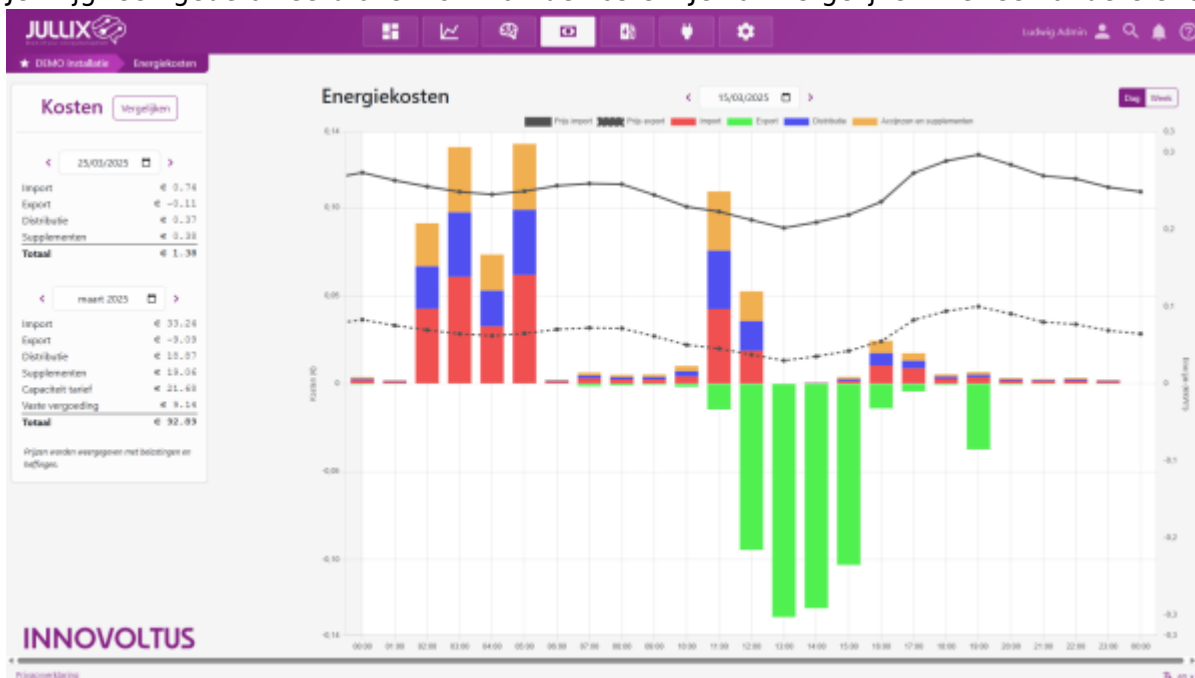 JULLIX
Ludwig Admin
DEMO Installatie
Energiekosten
Kosten
Vergelijken
25/03/2025
Import € 0.74
Export € -0.11
Distributie € 0.37
Supplementen € 0.38
Totaal € 1.38
maart 2025
Import € 33.24
Export € -9.09
Distributie € 18.87
Supplementen € 19.06
Capaciteit tarief € 21.68
Vaste vergoeding € 9.14
Totaal € 92.89
Prijzen worden weergegeven met belastingen en
heffingen.
INNOVOLTUS
Privacyverklaring
Energiekosten
15/03/2025
Dag
Week
Prijs import
Prijs export
Import
Export
Distributie
Accijnzen en supplementen
0,14
0,10
0,05
0
-0,10
-0,14
Kosten (€)
0,3
0,3
0,2
0,1
0
-0,1
-0,2
-0,3
-0,3
00:00 01:00 02:00 03:00 04:00 05:00 06:00 07:00 08:00 09:00 10:00 11:00 12:00 13:00 14:00 15:00 16:00 17:00 18:00 19:00 20:00 21:00 22:00 23:00 00:00